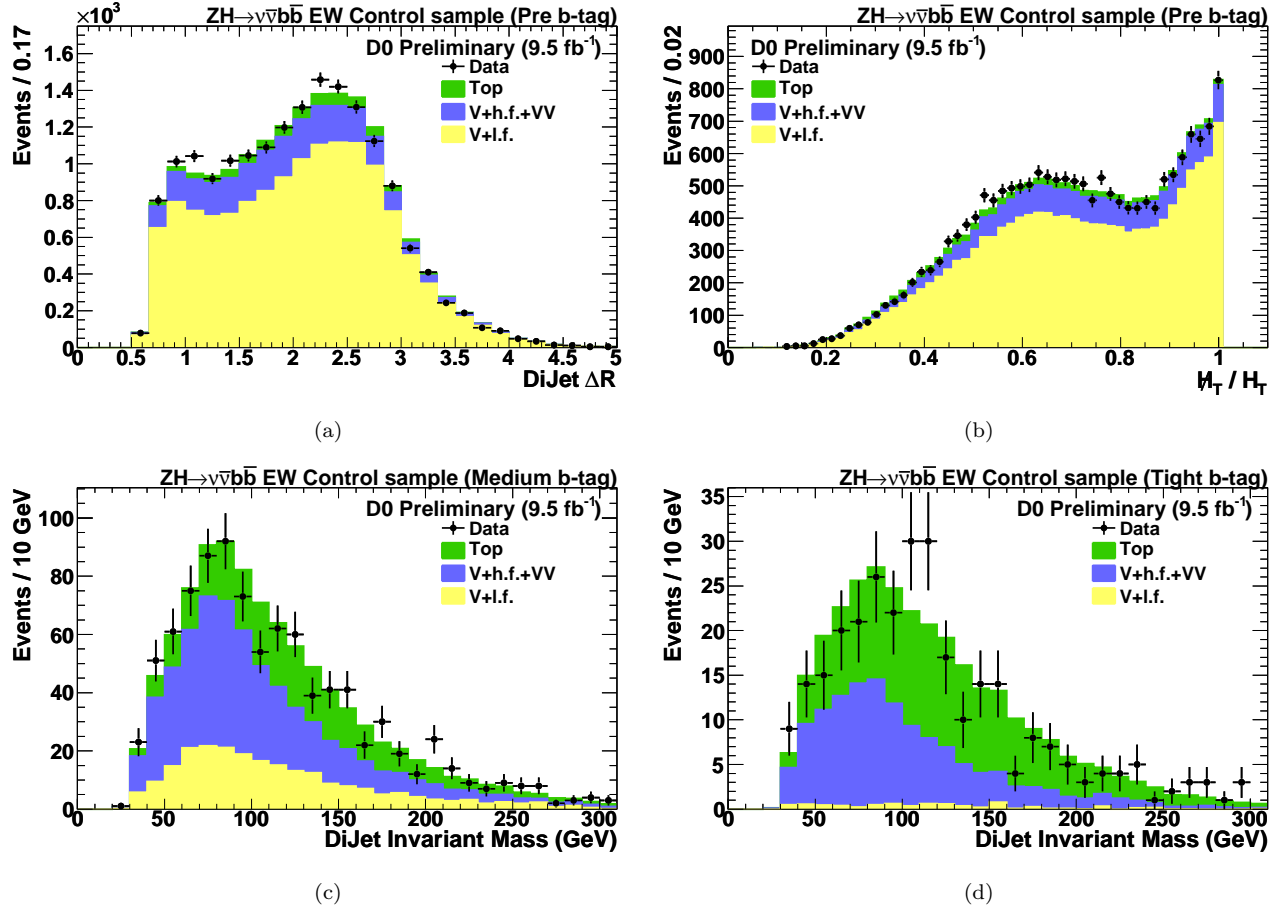 ZH→νν̄bb̄ EW Control sample (Pre b-tag)
×10³
Events / 0.17
D0 Preliminary (9.5 fb⁻¹)
Data
Top
V+h.f.+VV
V+l.f.
1.6
1.4
1.2
1
0.8
0.6
0.4
0.2
0
0 0.5 1 1.5 2 2.5 3 3.5 4 4.5 5
DiJet ΔR
(a)
ZH→νν̄bb̄ EW Control sample (Pre b-tag)
Events / 0.02
D0 Preliminary (9.5 fb⁻¹)
Data
Top
V+h.f.+VV
V+l.f.
900
800
700
600
500
400
300
200
100
0
0 0.2 0.4 0.6 0.8 1
H̸_T / H_T
(b)
ZH→νν̄bb̄ EW Control sample (Medium b-tag)
Events / 10 GeV
D0 Preliminary (9.5 fb⁻¹)
Data
Top
V+h.f.+VV
V+l.f.
100
80
60
40
20
0
0 50 100 150 200 250 300
DiJet Invariant Mass (GeV)
(c)
ZH→νν̄bb̄ EW Control sample (Tight b-tag)
Events / 10 GeV
D0 Preliminary (9.5 fb⁻¹)
Data
Top
V+h.f.+VV
V+l.f.
35
30
25
20
15
10
5
0
0 50 100 150 200 250 300
DiJet Invariant Mass (GeV)
(d)